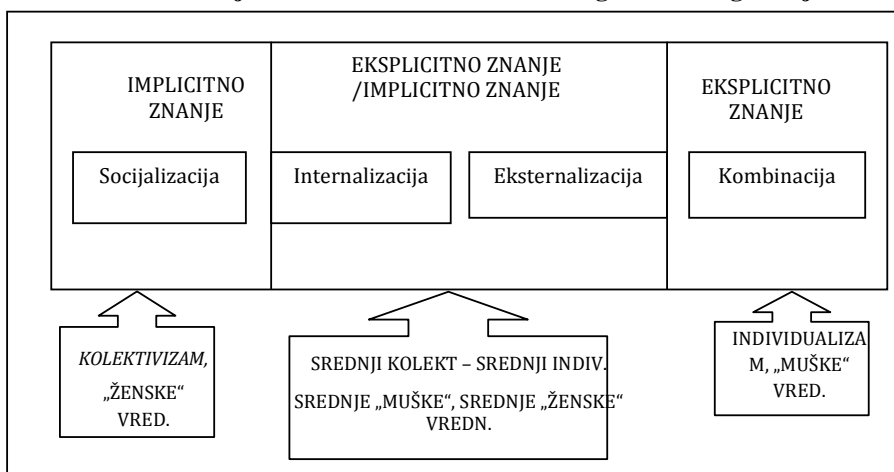 IMPLICITNO
ZNANJE
EKSPLICITNO ZNANJE
/IMPLICITNO ZNANJE
EKSPLICITNO
ZNANJE
Socijalizacija
Internalizacija
Eksternalizacija
Kombinacija
KOLEKTIVIZAM,
„ŽENSKE“
VRED.
SREDNJI KOLEKT – SREDNJI INDIV.
SREDNJE „MUŠKE“, SREDNJE „ŽENSKE“
VREDN.
INDIVIDUALIZA
M, „MUŠKE“
VRED.